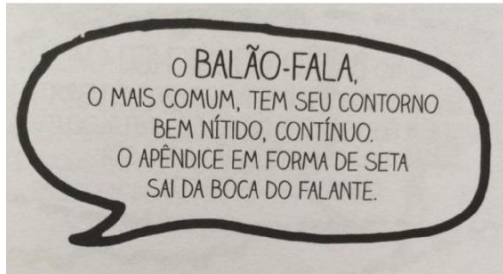 O BALÃO-FALA,
O MAIS COMUM, TEM SEU CONTORNO
BEM NÍTIDO, CONTÍNUO.
O APÊNDICE EM FORMA DE SETA
SAI DA BOCA DO FALANTE.